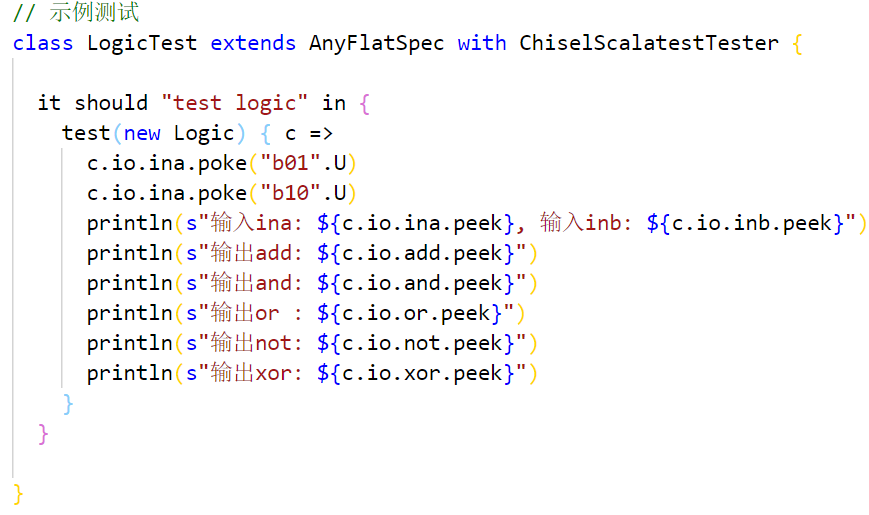 // 示例测试
class LogicTest extends AnyFlatSpec with ChiselScalatestTester {
it should "test logic" in {
test(new Logic) { c =>
c.io.ina.poke("b01".U)
c.io.ina.poke("b10".U)
println(s"输入ina: ${c.io.ina.peek}, 输入inb: ${c.io.inb.peek}")
println(s"输出add: ${c.io.add.peek}")
println(s"输出and: ${c.io.and.peek}")
println(s"输出or : ${c.io.or.peek}")
println(s"输出not: ${c.io.not.peek}")
println(s"输出xor: ${c.io.xor.peek}")
}
}
}